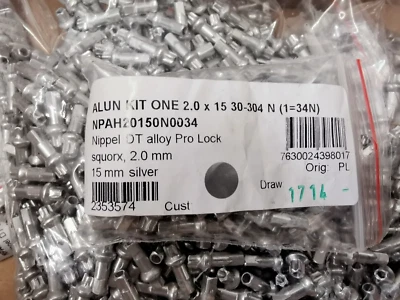 ALUN KIT ONE 2.0 x 15 30-304 N (1=34N)
NPAH20150N0034
Nippel DT alloy Pro Lock
squorx, 2.0 mm
15 mm silver
7630024398017
Orig. PL
Draw 1714 -
2353574 Cust